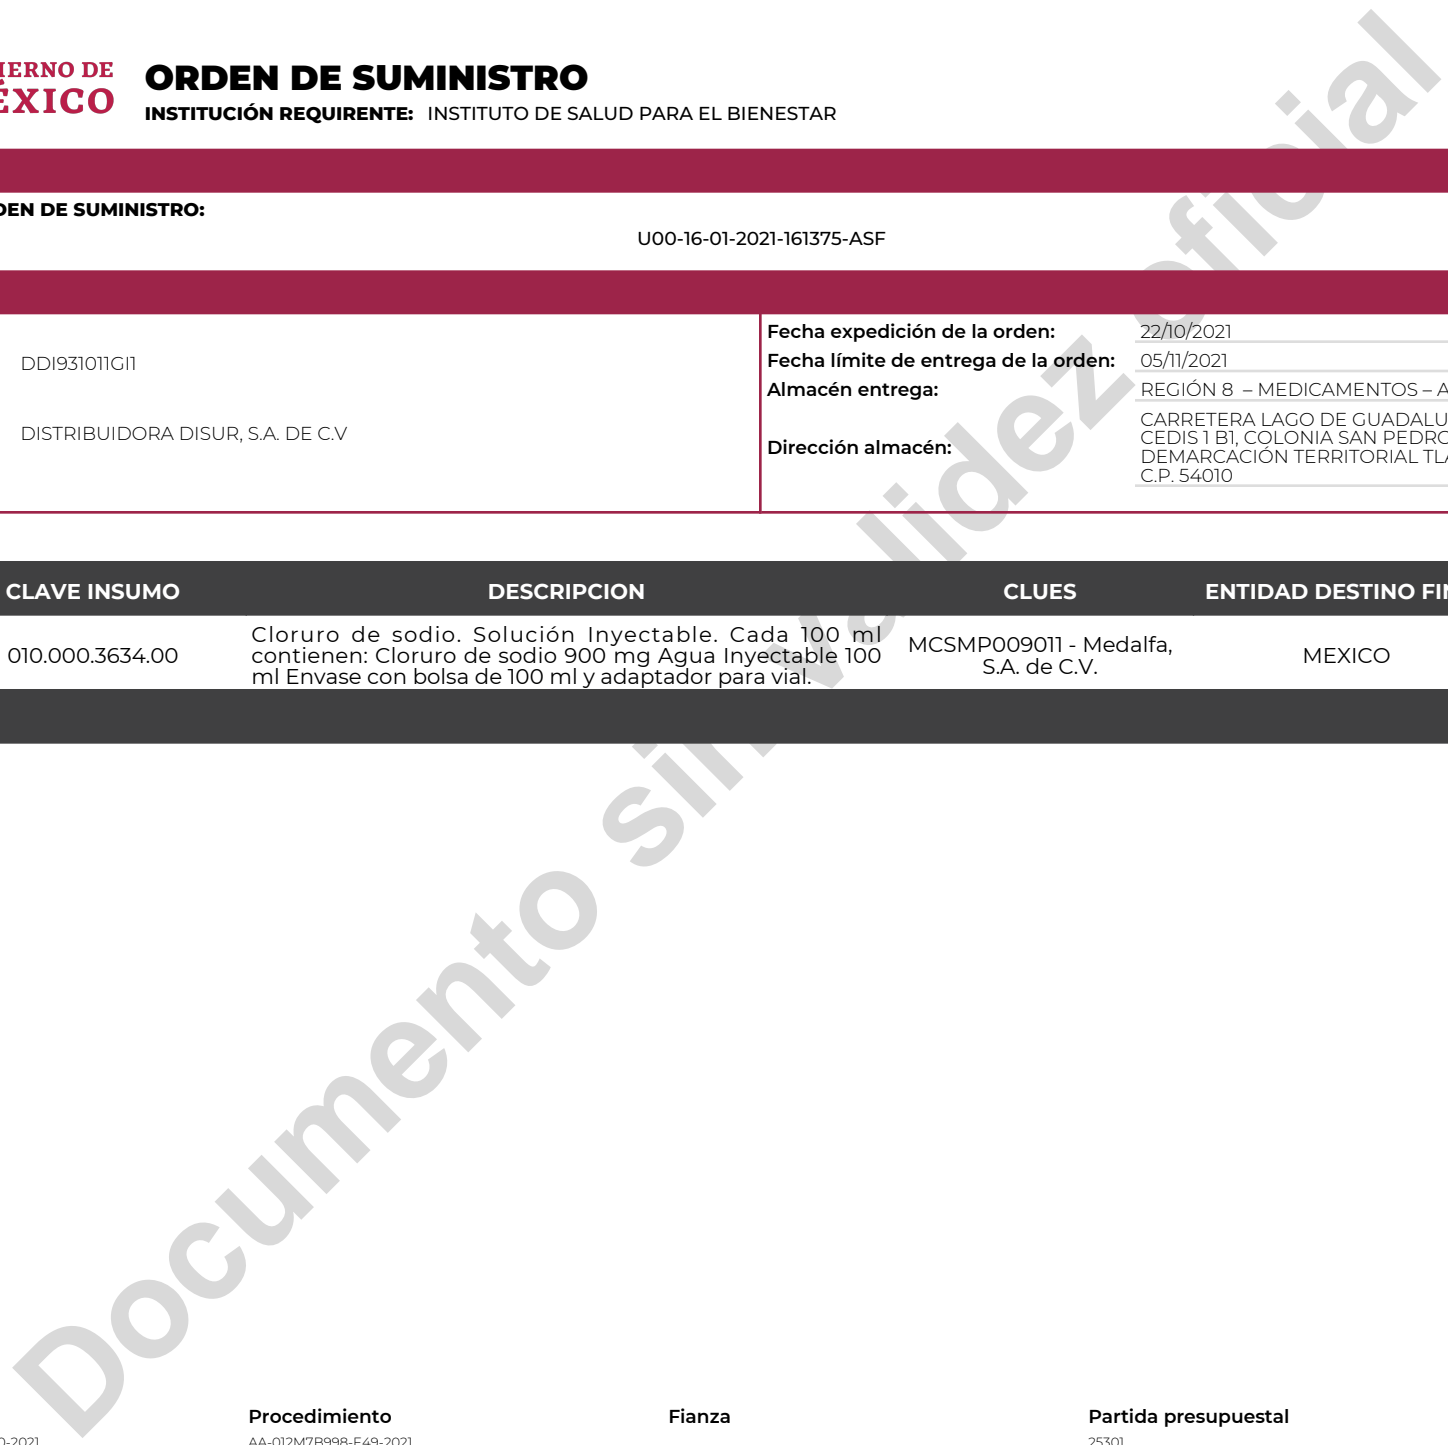 IERNO DE
ÉXICO
ORDEN DE SUMINISTRO
INSTITUCIÓN REQUIRENTE: INSTITUTO DE SALUD PARA EL BIENESTAR
DEN DE SUMINISTRO:
U00-16-01-2021-161375-ASF
DDI931011GI1
DISTRIBUIDORA DISUR, S.A. DE C.V
Fecha expedición de la orden: 22/10/2021
Fecha límite de entrega de la orden: 05/11/2021
Almacén entrega: REGIÓN 8 – MEDICAMENTOS – A
Dirección almacén:
CARRETERA LAGO DE GUADALU
CEDIS 1 B1, COLONIA SAN PEDRO
DEMARCACIÓN TERRITORIAL TLA
C.P. 54010
CLAVE INSUMO DESCRIPCION CLUES ENTIDAD DESTINO FIN
010.000.3634.00
Cloruro de sodio. Solución Inyectable. Cada 100 ml
contienen: Cloruro de sodio 900 mg Agua Inyectable 100
ml Envase con bolsa de 100 ml y adaptador para vial.
MCSMP009011 - Medalfa,
S.A. de C.V.
MEXICO
Documento sin validez oficial
Procedimiento Fianza Partida presupuestal
0-2021 AA-012M7B998-E49-2021 25301